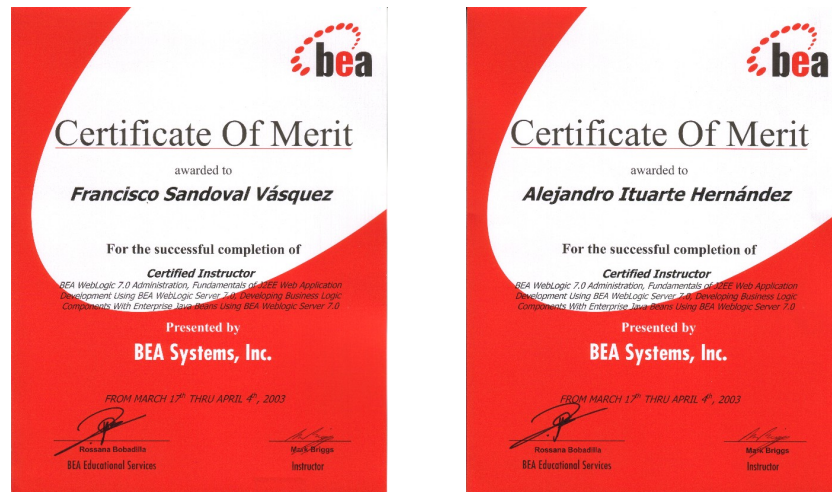 bea
Certificate Of Merit
awarded to
Francisco Sandoval Vásquez
For the successful completion of
Certified Instructor
BEA WebLogic 7.0 Administration, Fundamentals of J2EE Web Application
Development Using BEA WebLogic Server 7.0, Developing Business Logic
Components With Enterprise Java Beans Using BEA Weblogic Server 7.0
Presented by
BEA Systems, Inc.
FROM MARCH 17th THRU APRIL 4th, 2003
Rossana Bobadilla
Mark Briggs
BEA Educational Services
Instructor
bea
Certificate Of Merit
awarded to
Alejandro Ituarte Hernández
For the successful completion of
Certified Instructor
BEA WebLogic 7.0 Administration, Fundamentals of J2EE Web Application
Development Using BEA WebLogic Server 7.0, Developing Business Logic
Components With Enterprise Java Beans Using BEA Weblogic Server 7.0
Presented by
BEA Systems, Inc.
FROM MARCH 17th THRU APRIL 4th, 2003
Rossana Bobadilla
Mark Briggs
BEA Educational Services
Instructor